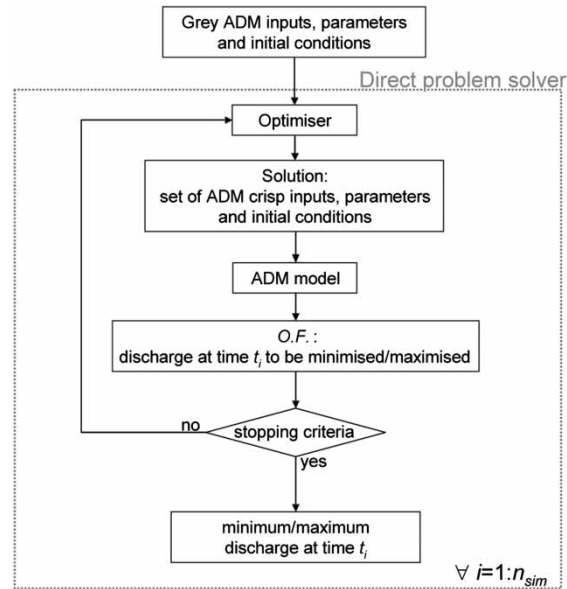 Grey ADM inputs, parameters
and initial conditions
Direct problem solver
Optimiser
Solution:
set of ADM crisp inputs, parameters
and initial conditions
ADM model
O.F. :
discharge at time tᵢ to be minimised/maximised
no
stopping criteria
yes
minimum/maximum
discharge at time tᵢ
∀ i=1:nₛᵢₘ